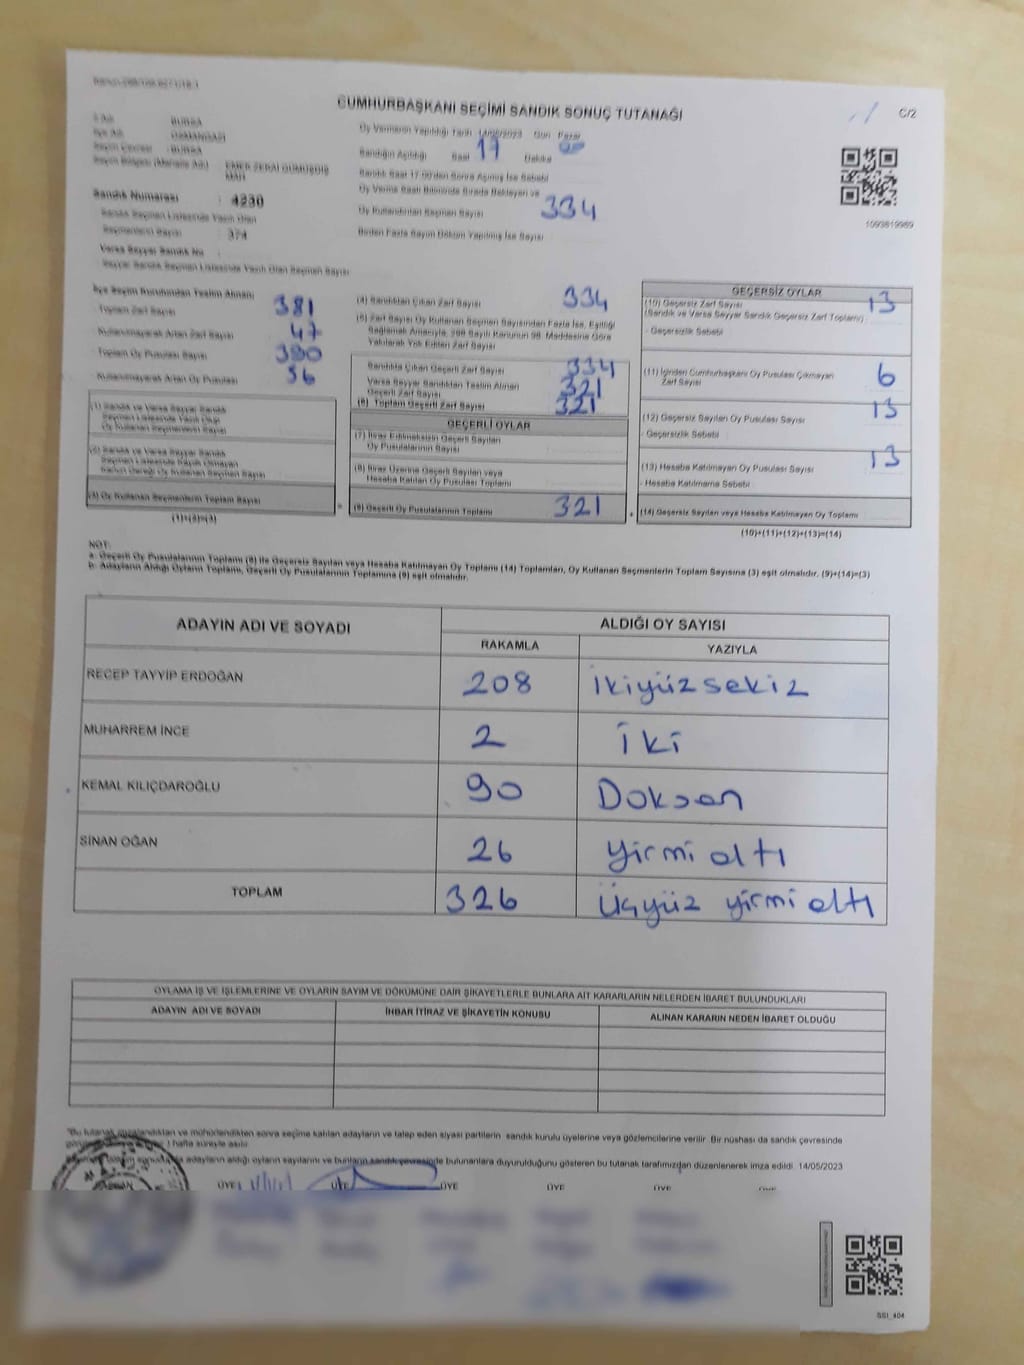 CUMHURBAŞKANI SEÇİMİ SANDIK SONUÇ TUTANAĞI
C/2
İl Adı : BURSA
İlçe Adı : OSMANGAZİ
Seçim Çevresi : BURSA
Seçim Bölgesi (Mahalle Adı)
MAH
Sandık Numarası : 4230
Sandık Seçmen Listesinde Yazılı Olan
Seçmenlerin Sayısı : 374
Varsa Seyyar Sandık No :
Seyyar Sandık Seçmen Listesinde Yazılı Olan Seçmen Sayısı
Oy Vermenin Yapıldığı Tarih 14/05/2023 Gün Pazar
Sandığın Açıldığı Saat 17 Dakika
Sandık Saat 17.00'den Sonra Açılmış İse Sebebi
Oy Verme Saati Bitiminde Sırada Bekleyen ve
Oy Kullandırılan Seçmen Sayısı 334
Birden Fazla Sayım Döküm Yapılmış İse Sayısı
1093819989
İlçe Seçim Kurulundan Teslim Alınan:
- Toplam Zarf Sayısı 381
- Kullanılmayarak Artan Zarf Sayısı 47
- Toplam Oy Pusulası Sayısı 390
- Kullanılmayarak Artan Oy Pusulası 56
(1) Sandık ve Varsa Seyyar Sandık
Seçmen Listesinde Yazılı Olup
Oy Kullanan Seçmenlerin Sayısı
(2) Sandık ve Varsa Seyyar Sandık
Seçmen Listesinde Kaydı Olmayan
Kanun Gereği Oy Kullanan Seçmen Sayısı
(3) Oy Kullanan Seçmenlerin Toplam Sayısı
(1)+(2)=(3)
(4) Sandıktan Çıkan Zarf Sayısı 334
(5) Zarf Sayısı Oy Kullanan Seçmen Sayısından Fazla İse, Eşitliği
Sağlamak Amacıyla, 298 Sayılı Kanunun 98. Maddesine Göre
Yakılarak Yok Edilen Zarf Sayısı
Sandıkta Çıkan Geçerli Zarf Sayısı 334
Varsa Seyyar Sandıktan Teslim Alınan
Geçerli Zarf Sayısı 321
(6) Toplam Geçerli Zarf Sayısı 321
GEÇERLİ OYLAR
(7) İtiraz Edilmeksizin Geçerli Sayılan
Oy Pusulalarının Sayısı
(8) İtiraz Üzerine Geçerli Sayılan veya
Hesaba Katılan Oy Pusulası Toplamı
(9) Geçerli Oy Pusulalarının Toplamı 321
GEÇERSİZ OYLAR
(10) Geçersiz Zarf Sayısı 13
(Sandık ve Varsa Seyyar Sandık Geçersiz Zarf Toplamı)
- Geçersizlik Sebebi :
(11) İçinden Cumhurbaşkanı Oy Pusulası Çıkmayan
Zarf Sayısı 6
(12) Geçersiz Sayılan Oy Pusulası Sayısı 13
- Geçersizlik Sebebi :
(13) Hesaba Katılmayan Oy Pusulası Sayısı 13
- Hesaba Katılmama Sebebi :
(14) Geçersiz Sayılan veya Hesaba Katılmayan Oy Toplamı
(10)+(11)+(12)+(13)=(14)
NOT:
a- Geçerli Oy Pusulalarının Toplamı (9) ile Geçersiz Sayılan veya Hesaba Katılmayan Oy Toplamı (14) Toplamları, Oy Kullanan Seçmenlerin Toplam Sayısına (3) eşit olmalıdır. (9)+(14)=(3)
b- Adayların Aldığı Oyların Toplamı, Geçerli Oy Pusulalarının Toplamına (9) eşit olmalıdır.
ADAYIN ADI VE SOYADI ALDIĞI OY SAYISI
RAKAMLA YAZIYLA
RECEP TAYYİP ERDOĞAN 208 ikiyüzsekiz
MUHARREM İNCE 2 iki
KEMAL KILIÇDAROĞLU 90 Doksan
SİNAN OĞAN 26 yirmi altı
TOPLAM 326 Üçyüz yirmi altı
OYLAMA İŞ VE İŞLEMLERİNE VE OYLARIN SAYIM VE DÖKÜMÜNE DAİR ŞİKAYETLERLE BUNLARA AİT KARARLARIN NELERDEN İBARET BULUNDUKLARI
ADAYIN ADI VE SOYADI İHBAR İTİRAZ VE ŞİKAYETİN KONUSU ALINAN KARARIN NEDEN İBARET OLDUĞU
*Bu tutanak imzalandıktan ve mühürlendikten sonra seçime katılan adayların ve talep eden siyasi partilerin sandık kurulu üyelerine veya gözlemcilerine verilir. Bir nüshası da sandık çevresinde
1 hafta süreyle asılır.
adayların aldığı oyların sayılarını ve bunların sandık çevresinde bulunanlara duyurulduğunu gösteren bu tutanak tarafımızdan düzenlenerek imza edildi. 14/05/2023
ÜYE ÜYE ÜYE ÜYE ÜYE
SSI_404